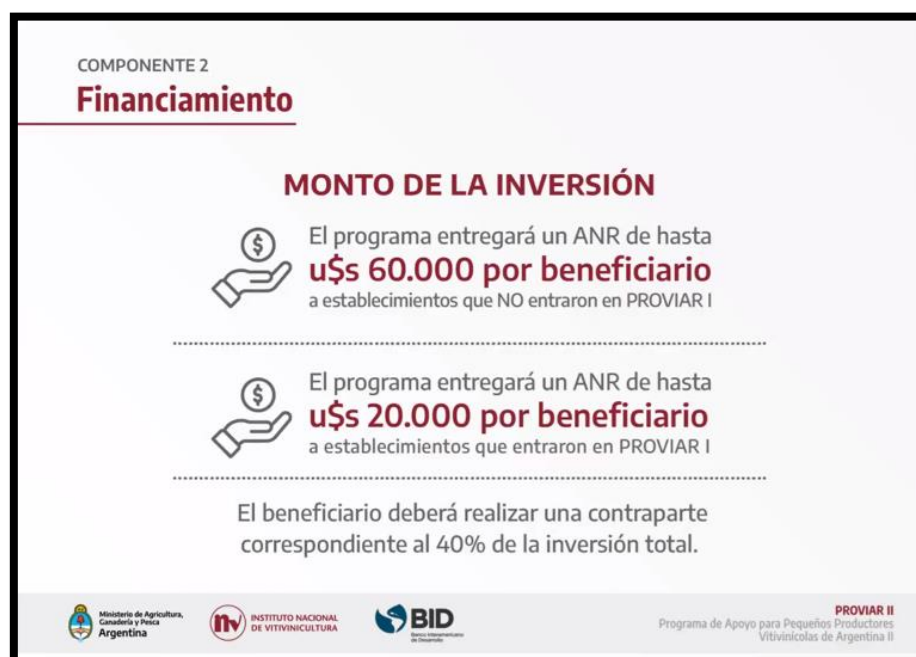 COMPONENTE 2
Financiamiento
MONTO DE LA INVERSIÓN
$
El programa entregará un ANR de hasta
u$s 60.000 por beneficiario
a establecimientos que NO entraron en PROVIAR I
$
El programa entregará un ANR de hasta
u$s 20.000 por beneficiario
a establecimientos que entraron en PROVIAR I
El beneficiario deberá realizar una contraparte
correspondiente al 40% de la inversión total.
Ministerio de Agricultura,
Ganadería y Pesca
Argentina
INSTITUTO NACIONAL
DE VITIVINICULTURA
BID
Banco Interamericano
de Desarrollo
PROVIAR II
Programa de Apoyo para Pequeños Productores
Vitivinícolas de Argentina II